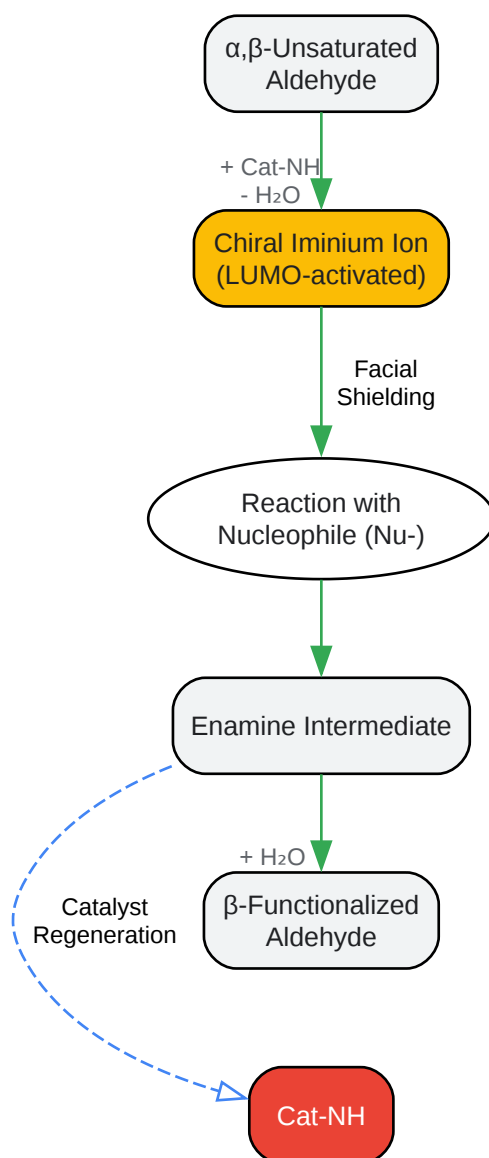 α,β-Unsaturated
Aldehyde
+ Cat-NH
- H₂O
Chiral Iminium Ion
(LUMO-activated)
Facial
Shielding
Reaction with
Nucleophile (Nu-)
Enamine Intermediate
+ H₂O
β-Functionalized
Aldehyde
Catalyst
Regeneration
Cat-NH